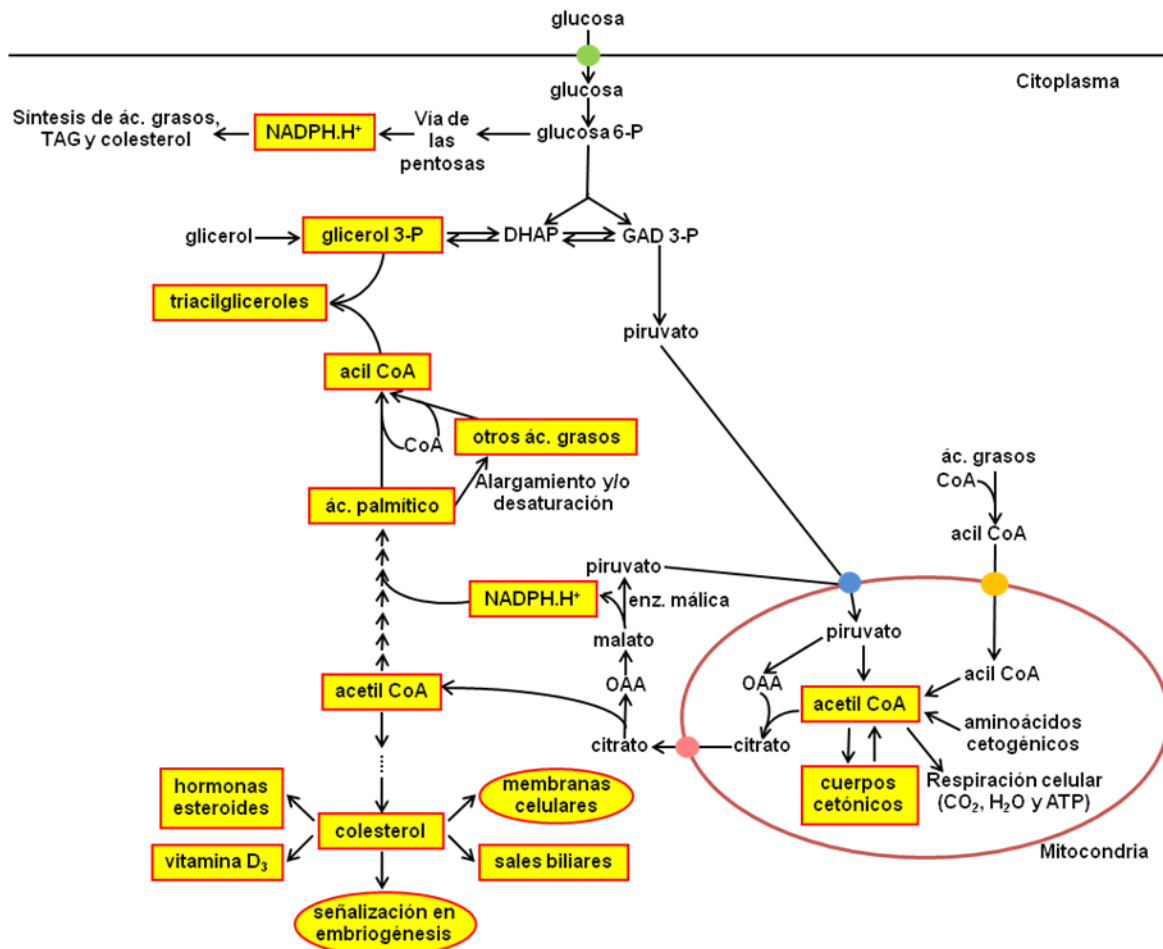 glucosa
Citoplasma
glucosa
Síntesis de ác. grasos,
TAG y colesterol
NADPH.H⁺
Vía de
las
pentosas
glucosa 6-P
glicerol
glicerol 3-P
DHAP
GAD 3-P
triacilgliceroles
piruvato
acil CoA
CoA
otros ác. grasos
Alargamiento y/o
desaturación
ác. palmítico
ác. grasos
CoA
acil CoA
piruvato
enz. málica
NADPH.H⁺
malato
OAA
acetil CoA
citrato
piruvato
OAA
acil CoA
acetil CoA
aminoácidos
cetogénicos
citrato
cuerpos
cetónicos
Respiración celular
(CO₂, H₂O y ATP)
Mitocondria
hormonas
esteroides
membranas
celulares
colesterol
vitamina D₃
sales biliares
señalización en
embriogénesis